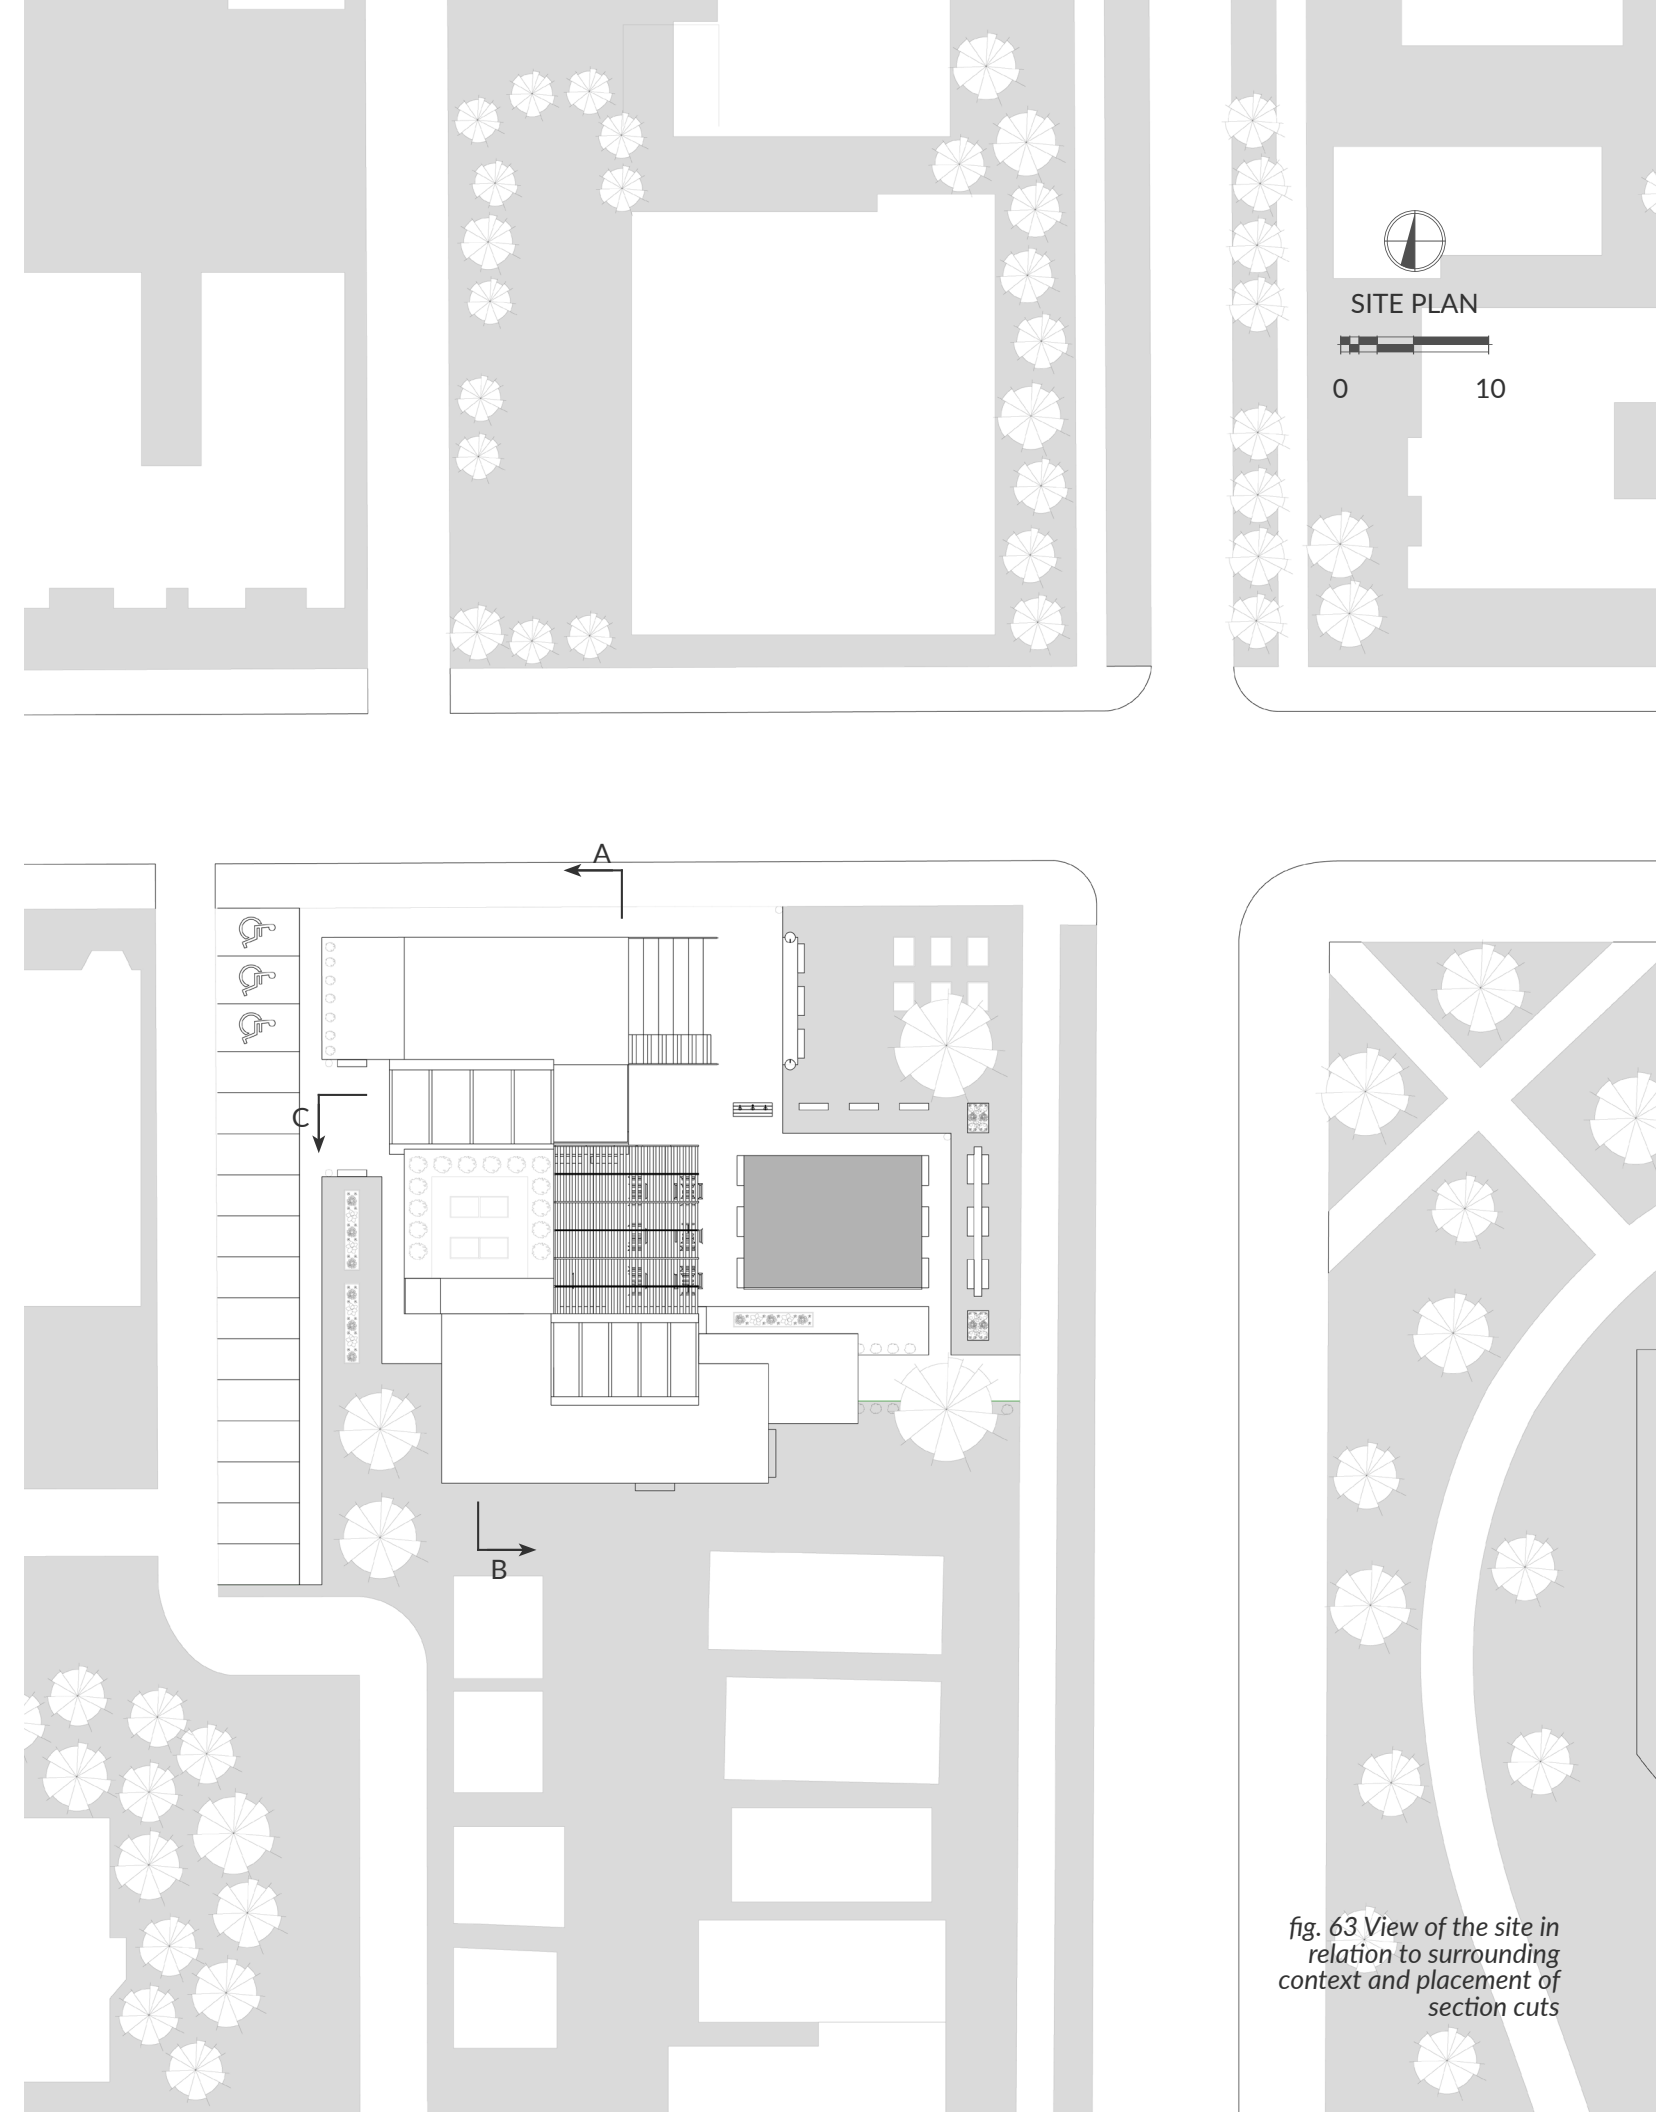 SITE PLAN
0 10
A
C
B
fig. 63 View of the site in
relation to surrounding
context and placement of
section cuts